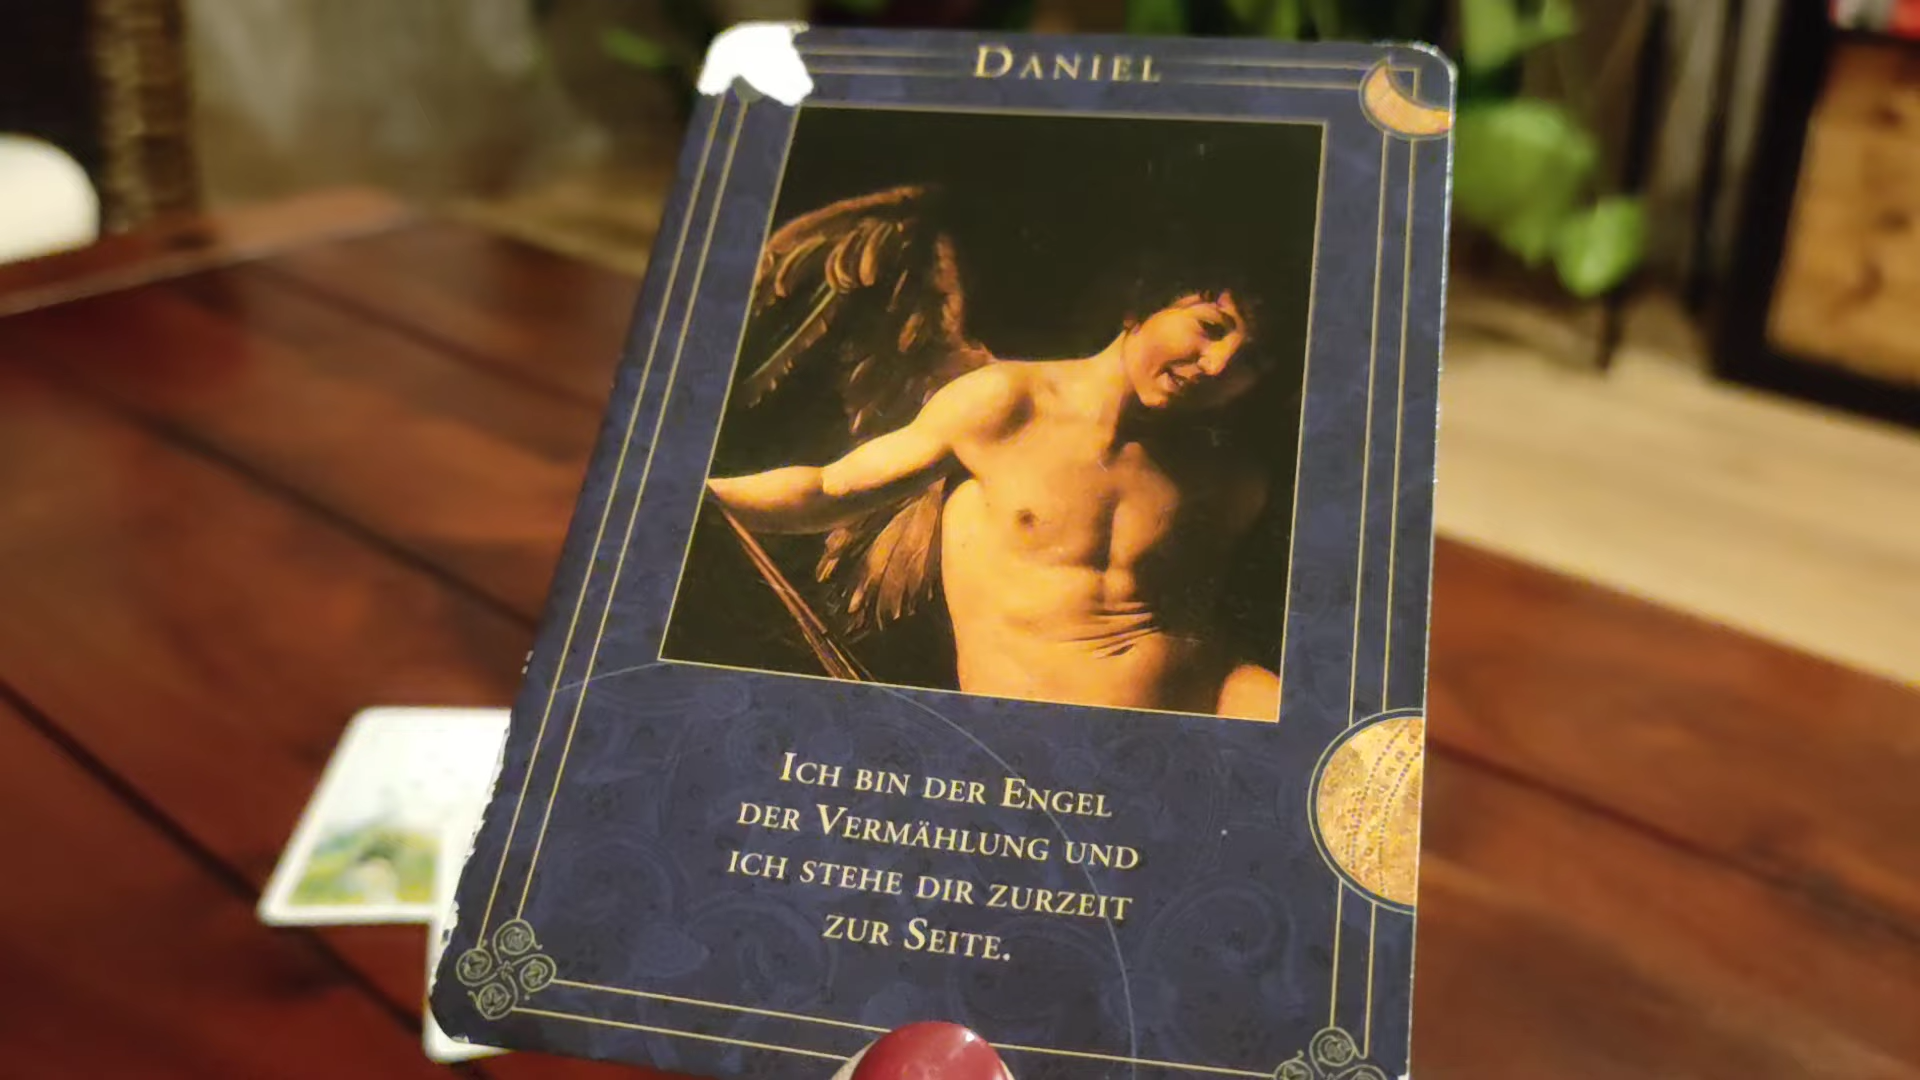 DANIEL
ICH BIN DER ENGEL
DER VERMÄHLUNG UND
ICH STEHE DIR ZURZEIT
ZUR SEITE.